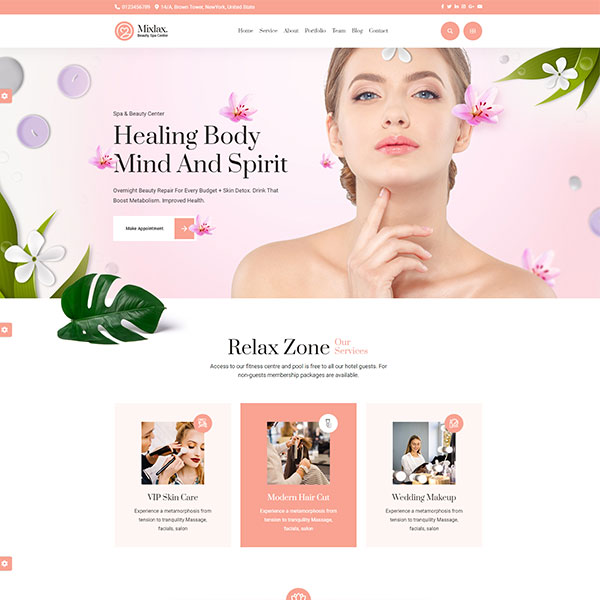 0123456789 14/A, Brown Tower, NewYork, United State
Mixlax.
Beauty Spa Center
Home Service About Portfolio Team Blog Contact
Spa & Beauty Center
Healing Body
Mind And Spirit
Overnight Beauty Repair For Every Budget + Skin Detox. Drink That
Boost Metabolism. Improved Health.
Make Appointment
Relax Zone Our
Services
Access to our fitness centre and pool is free to all our hotel guests. For
non-guests membership packages are available.
VIP Skin Care
Experience a metamorphosis from
tension to tranquility Massage,
facials, salon
Modern Hair Cut
Experience a metamorphosis from
tension to tranquility Massage,
facials, salon
Wedding Makeup
Experience a metamorphosis from
tension to tranquility Massage,
facials, salon